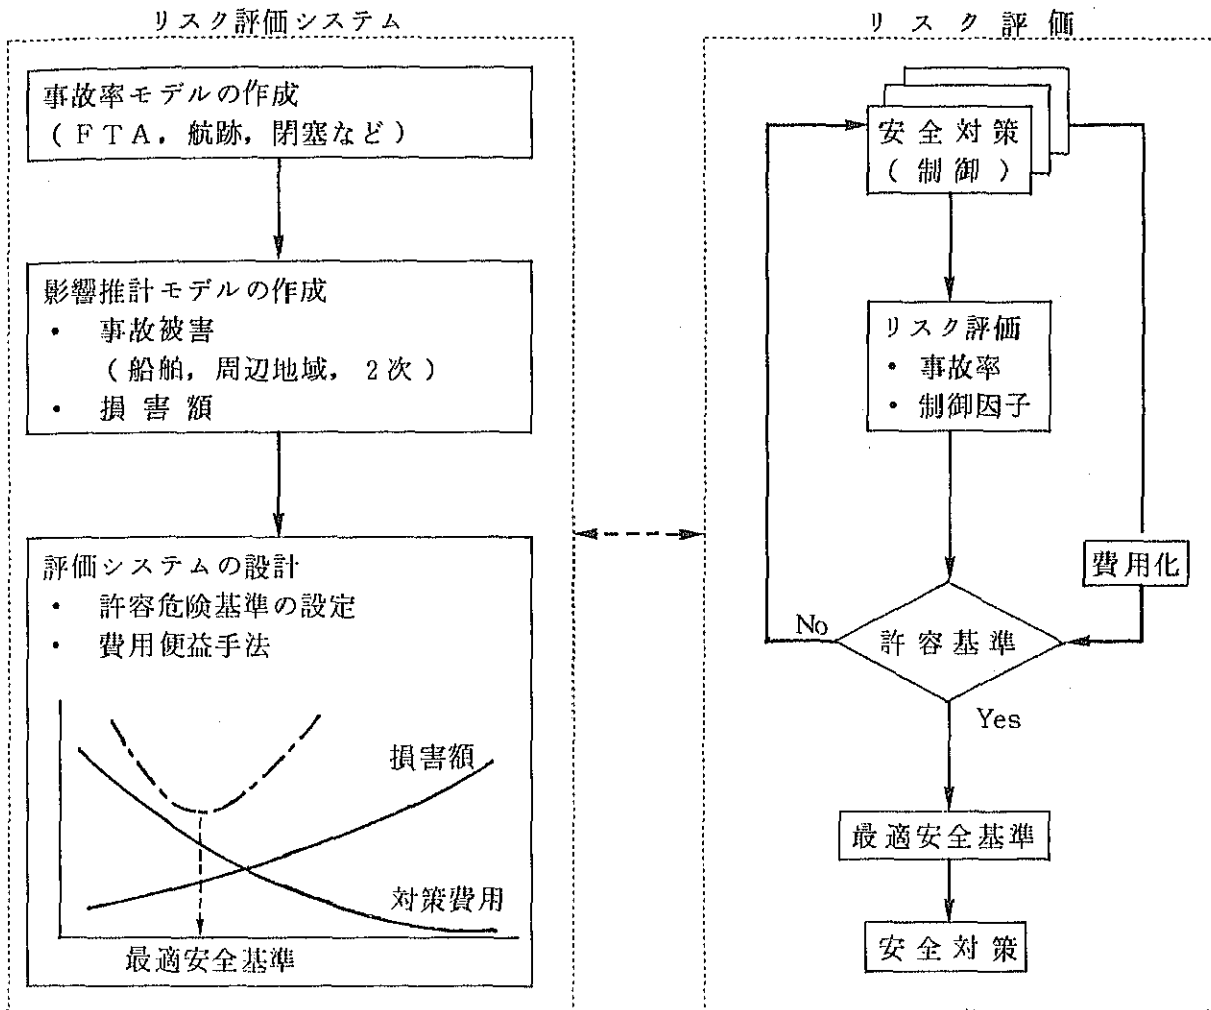 リスク評価システム
事故率モデルの作成
（ＦＴＡ，航跡，閉塞など）
影響推計モデルの作成
・ 事故被害
（船舶，周辺地域，２次）
・ 損害額
評価システムの設計
・ 許容危険基準の設定
・ 費用便益手法
損害額
対策費用
最適安全基準
リスク評価
安全対策
（制御）
リスク評価
・ 事故率
・ 制御因子
費用化
No
許容基準
Yes
最適安全基準
安全対策